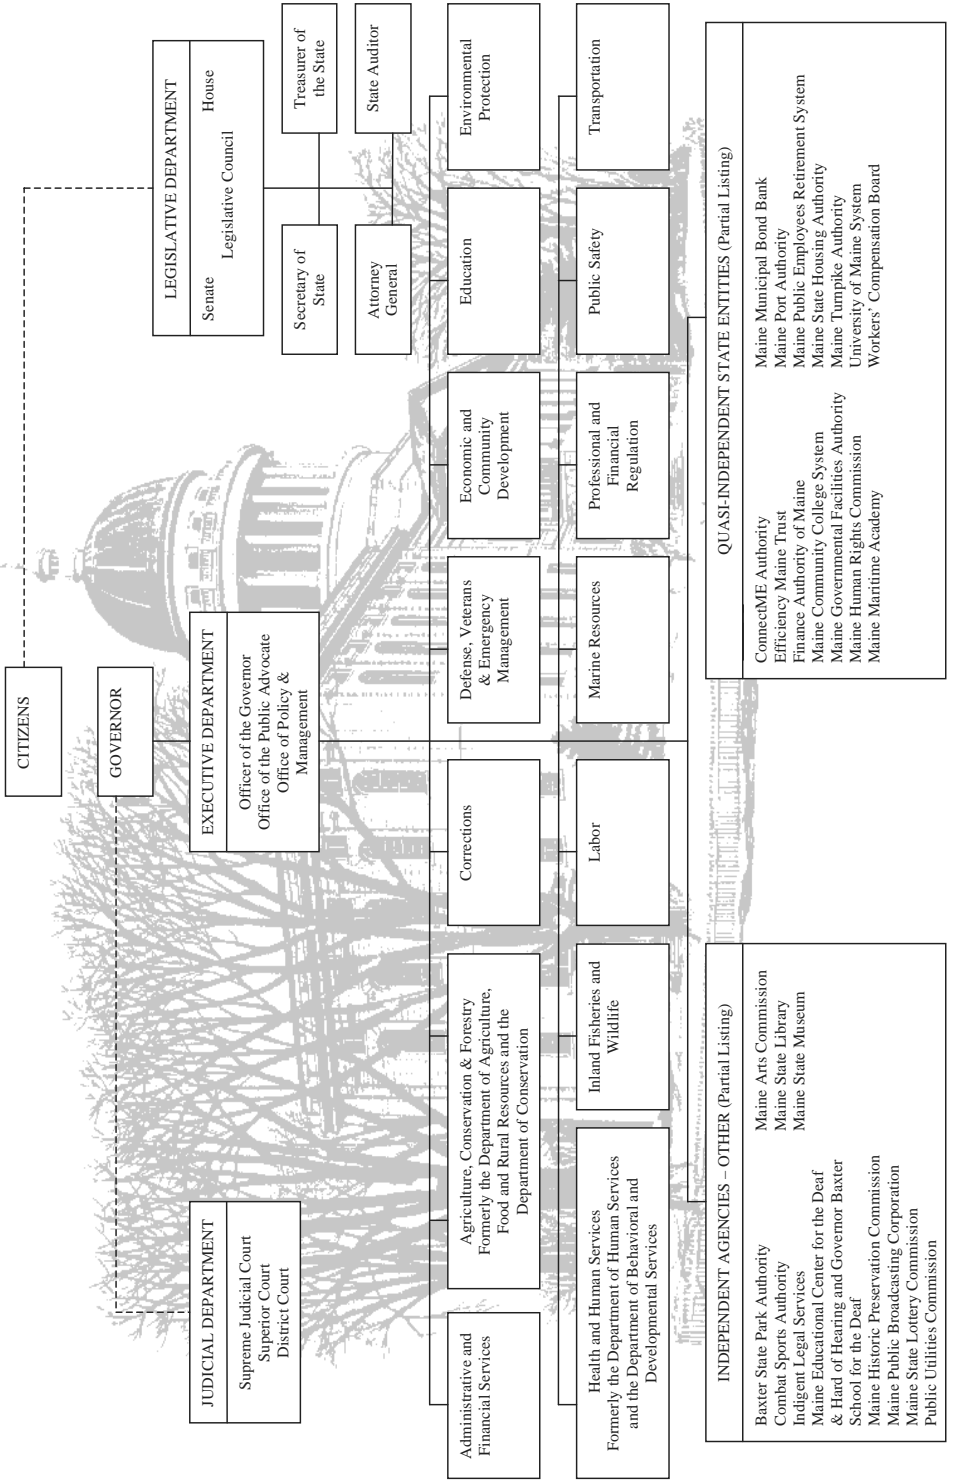 CITIZENS
GOVERNOR
JUDICIAL DEPARTMENT
Supreme Judicial Court
Superior Court
District Court
EXECUTIVE DEPARTMENT
Officer of the Governor
Office of the Public Advocate
Office of Policy &
Management
LEGISLATIVE DEPARTMENT
Senate House
Legislative Council
Secretary of
State
Treasurer of
the State
Attorney
General
State Auditor
Administrative and
Financial Services
Agriculture, Conservation & Forestry
Formerly the Department of Agriculture,
Food and Rural Resources and the
Department of Conservation
Corrections
Defense, Veterans
& Emergency
Management
Economic and
Community
Development
Education
Environmental
Protection
Health and Human Services
Formerly the Department of Human Services
and the Department of Behavioral and
Developmental Services
Inland Fisheries and
Wildlife
Labor
Marine Resources
Professional and
Financial
Regulation
Public Safety
Transportation
INDEPENDENT AGENCIES – OTHER (Partial Listing)
Baxter State Park Authority
Combat Sports Authority
Indigent Legal Services
Maine Educational Center for the Deaf
& Hard of Hearing and Governor Baxter
School for the Deaf
Maine Historic Preservation Commission
Maine Public Broadcasting Corporation
Maine State Lottery Commission
Public Utilities Commission
Maine Arts Commission
Maine State Library
Maine State Museum
QUASI-INDEPENDENT STATE ENTITIES (Partial Listing)
ConnectME Authority
Efficiency Maine Trust
Finance Authority of Maine
Maine Community College System
Maine Governmental Facilities Authority
Maine Human Rights Commission
Maine Maritime Academy
Maine Municipal Bond Bank
Maine Port Authority
Maine Public Employees Retirement System
Maine State Housing Authority
Maine Turnpike Authority
University of Maine System
Workers' Compensation Board